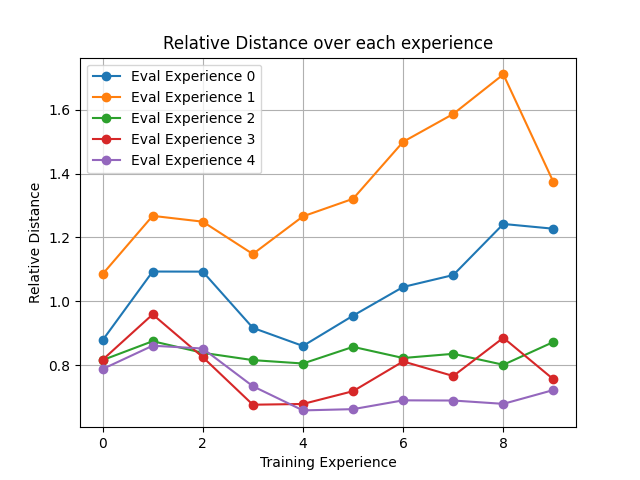 Relative Distance over each experience
Eval Experience 0
Eval Experience 1
Eval Experience 2
Eval Experience 3
Eval Experience 4
Relative Distance
1.6
1.4
1.2
1.0
0.8
0 2 4 6 8
Training Experience